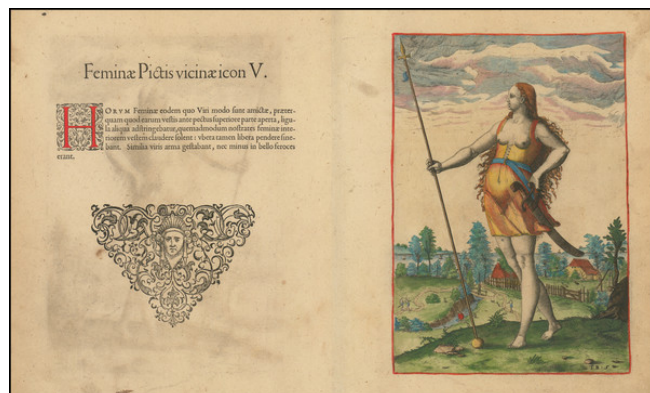 Feminæ Pictis vicinæ icon V.
HORVM Feminæ eodem quo Viri modo sunt amictæ, præter-
quam quod earum vestis ante pectus superiore parte aperta, ligu-
la aliqua adstringebatur, quemadmodum nostrates feminæ inte-
riorem vestem claudere solent: vbera tamen libera pendere sine-
bant. Similia viris arma gestabant, nec minus in bello feroces
erant.